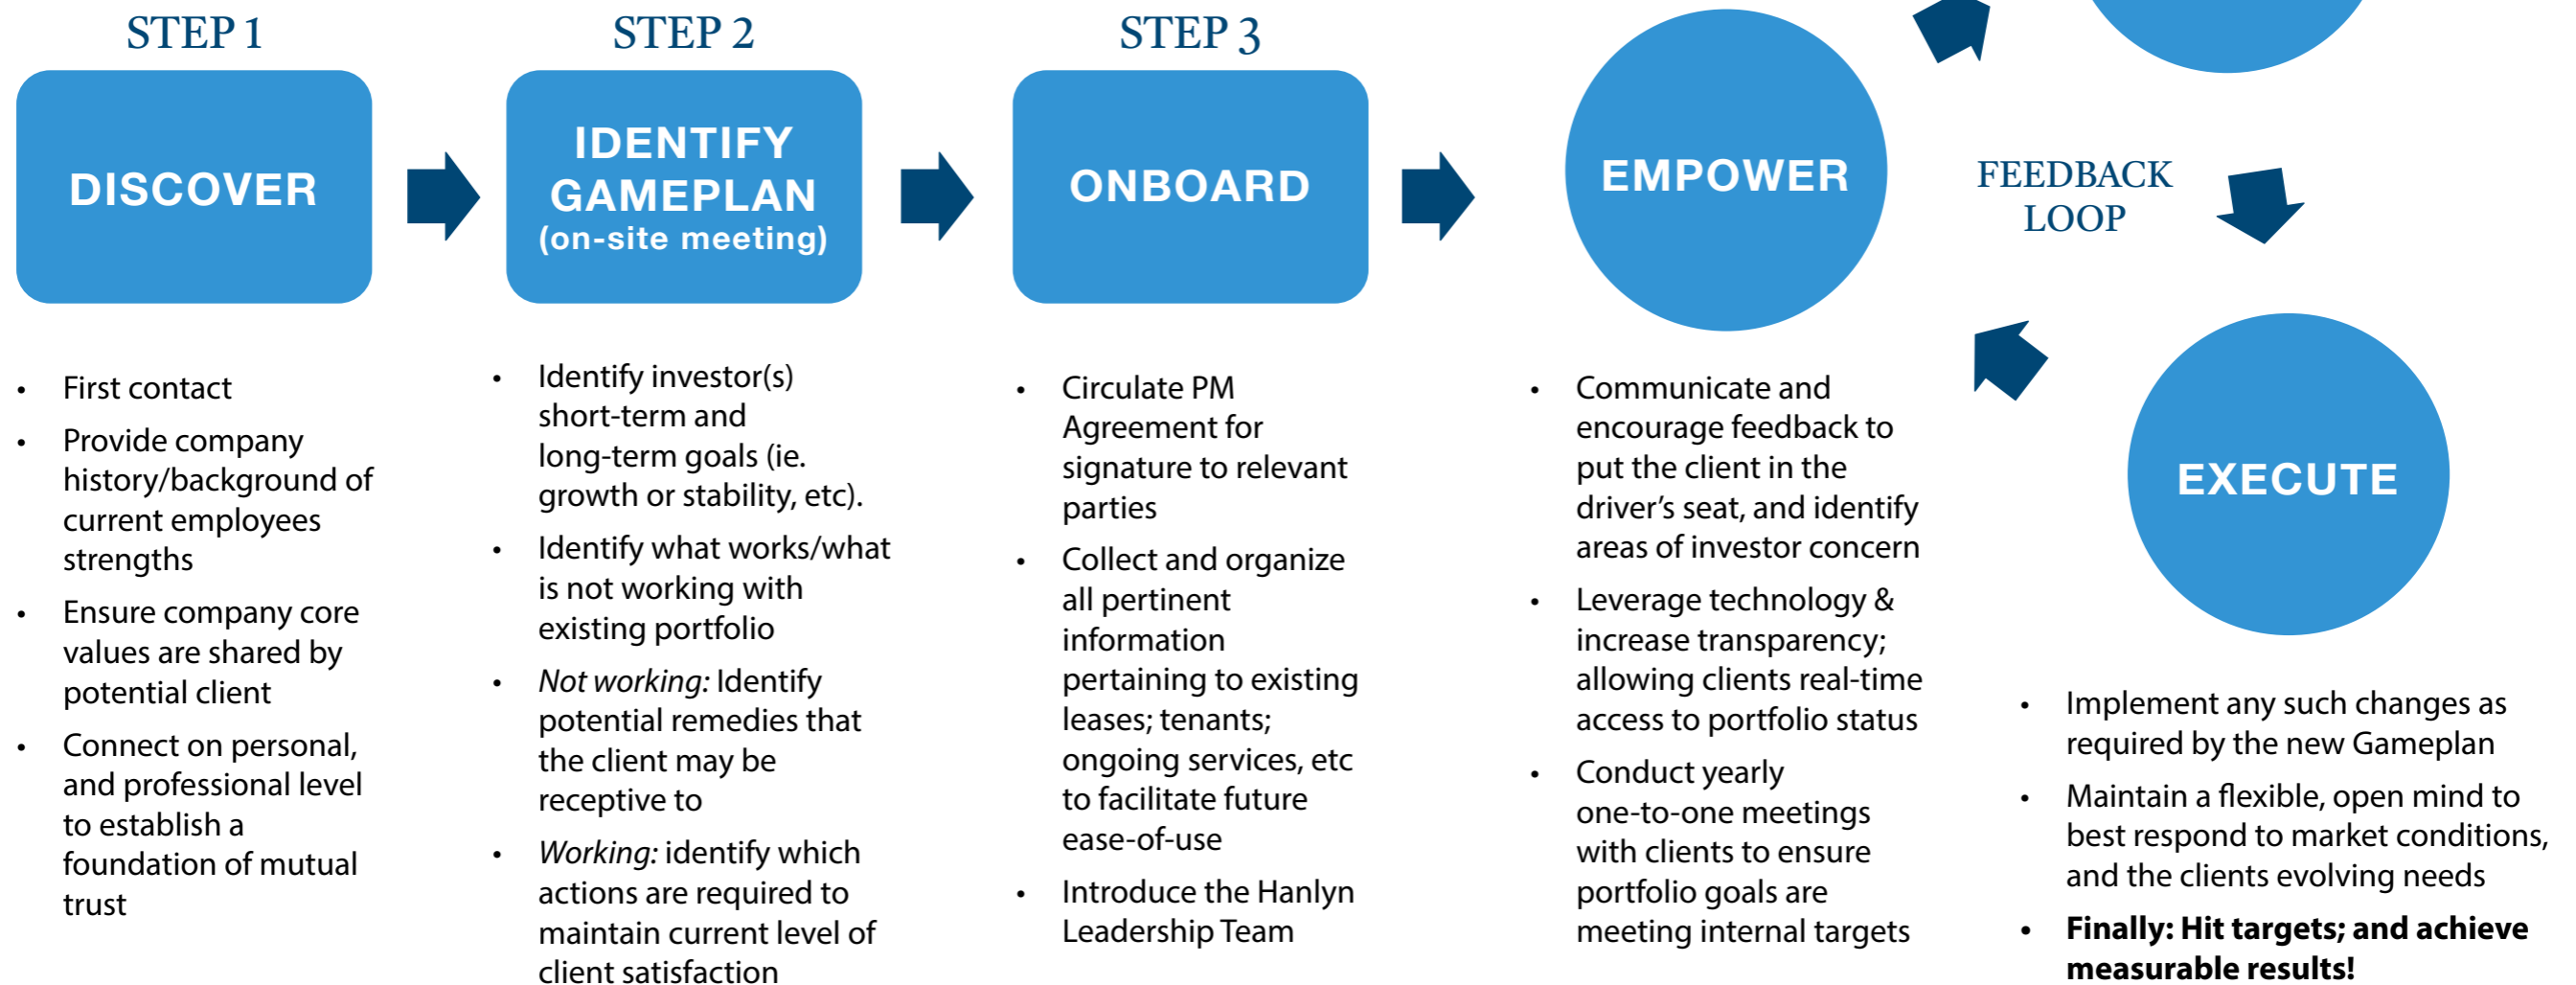 STEP 1
DISCOVER
• First contact
• Provide company
history/background of
current employees
strengths
• Ensure company core
values are shared by
potential client
• Connect on personal,
and professional level
to establish a
foundation of mutual
trust
STEP 2
IDENTIFY
GAMEPLAN
(on-site meeting)
• Identify investor(s)
short-term and
long-term goals (ie.
growth or stability, etc).
• Identify what works/what
is not working with
existing portfolio
• Not working: Identify
potential remedies that
the client may be
receptive to
• Working: identify which
actions are required to
maintain current level of
client satisfaction
STEP 3
ONBOARD
• Circulate PM
Agreement for
signature to relevant
parties
• Collect and organize
all pertinent
information
pertaining to existing
leases; tenants;
ongoing services, etc
to facilitate future
ease-of-use
• Introduce the Hanlyn
Leadership Team
EMPOWER
• Communicate and
encourage feedback to
put the client in the
driver’s seat, and identify
areas of investor concern
• Leverage technology &
increase transparency;
allowing clients real-time
access to portfolio status
• Conduct yearly
one-to-one meetings
with clients to ensure
portfolio goals are
meeting internal targets
FEEDBACK
LOOP
EXECUTE
• Implement any such changes as
required by the new Gameplan
• Maintain a flexible, open mind to
best respond to market conditions,
and the clients evolving needs
• Finally: Hit targets; and achieve
measurable results!